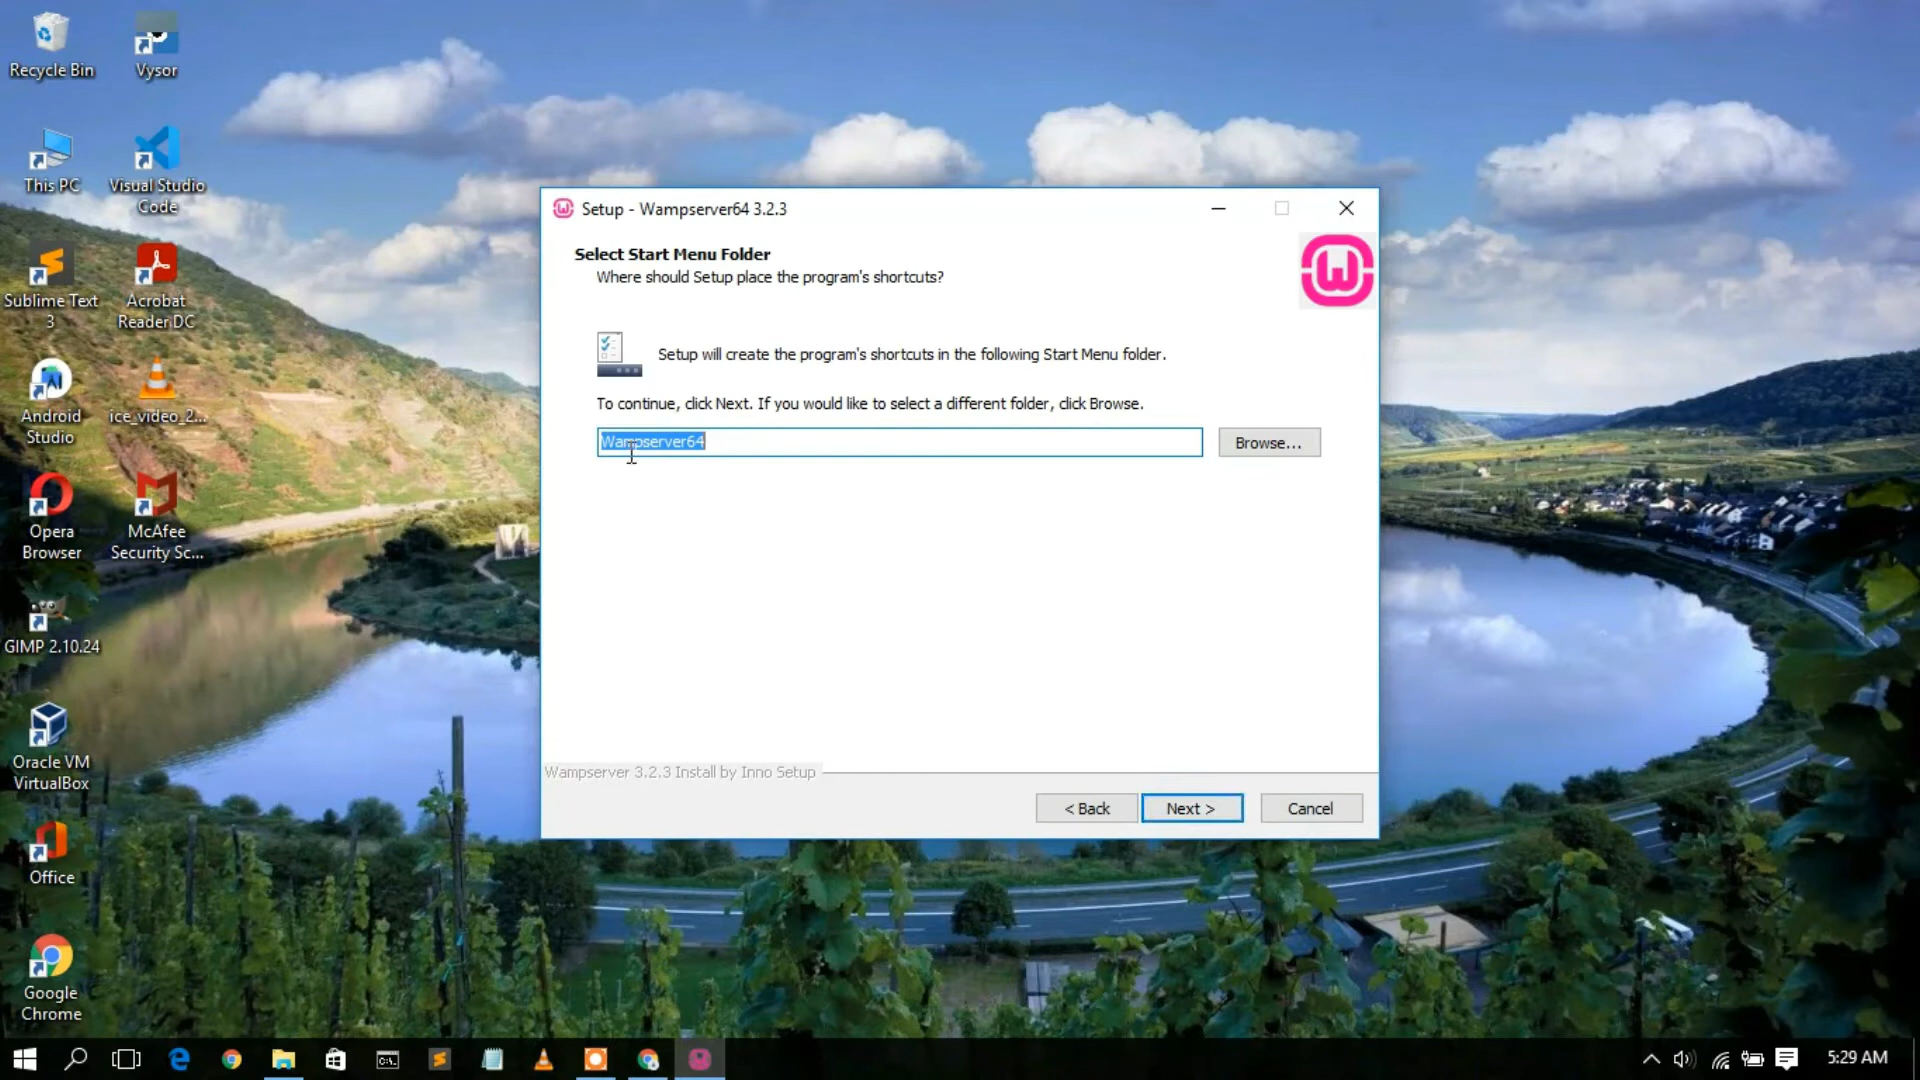 Recycle Bin
Vysor
This PC
Visual Studio
Code
Sublime Text
3
Acrobat
Reader DC
Android
Studio
ice_video_2...
Opera
Browser
McAfee
Security Sc...
GIMP 2.10.24
Oracle VM
VirtualBox
Office
Google
Chrome
Setup - Wampserver64 3.2.3
Select Start Menu Folder
Where should Setup place the program's shortcuts?
Setup will create the program's shortcuts in the following Start Menu folder.
To continue, click Next. If you would like to select a different folder, click Browse.
Wampserver64
Browse...
Wampserver 3.2.3 Install by Inno Setup
< Back
Next >
Cancel
5:29 AM